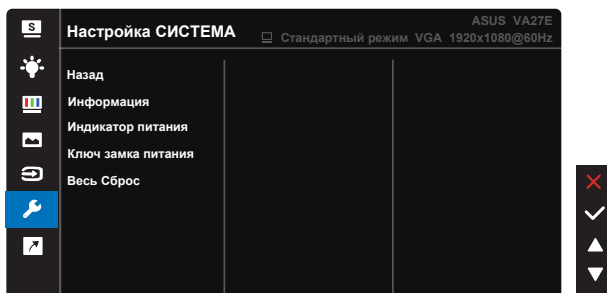 S
Настройка СИСТЕМА
ASUS VA27E
Стандартный режим VGA 1920x1080@60Hz
Назад
Информация
Индикатор питания
Ключ замка питания
Весь Сброс